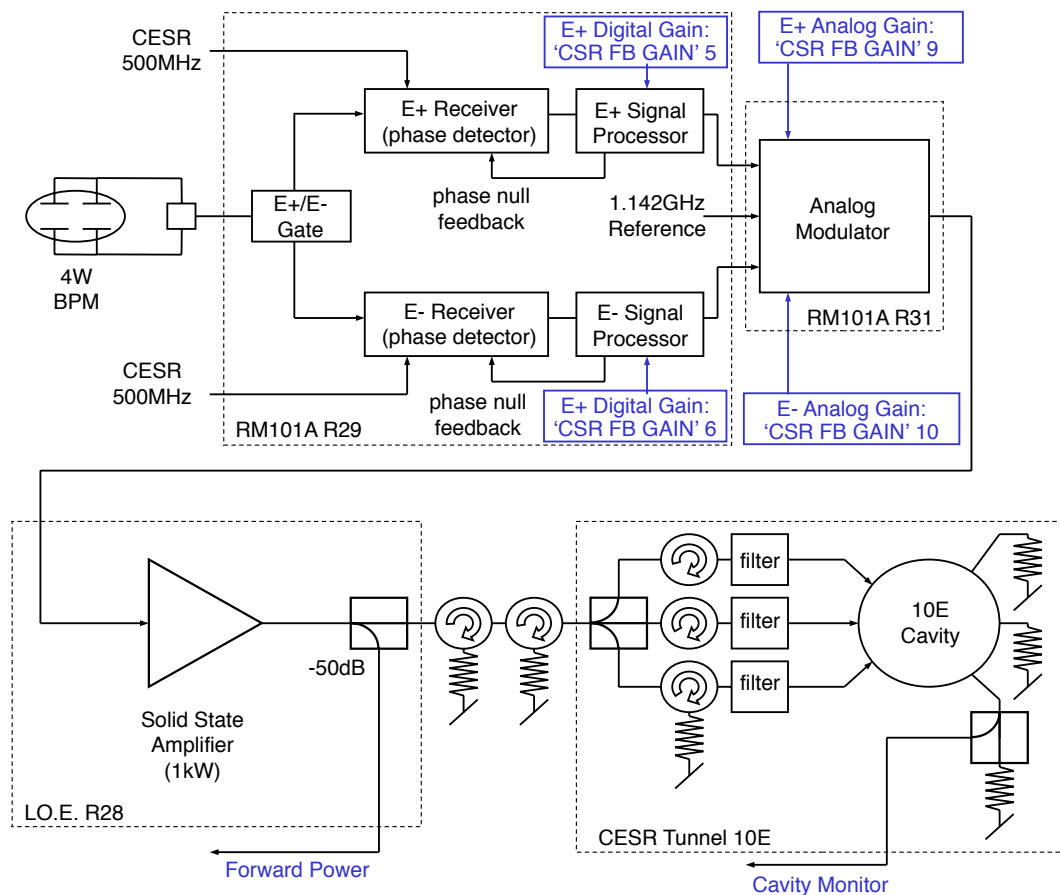 CESR
500MHz
E+ Digital Gain:
‘CSR FB GAIN’ 5
E+ Analog Gain:
‘CSR FB GAIN’ 9
E+ Receiver
(phase detector)
E+ Signal
Processor
phase null
feedback
E+/E-
Gate
1.142GHz
Reference
Analog
Modulator
4W
BPM
E- Receiver
(phase detector)
E- Signal
Processor
RM101A R31
CESR
500MHz
phase null
feedback
E+ Digital Gain:
‘CSR FB GAIN’ 6
E- Analog Gain:
‘CSR FB GAIN’ 10
RM101A R29
filter
filter
filter
10E
Cavity
-50dB
Solid State
Amplifier
(1kW)
LO.E. R28
CESR Tunnel 10E
Forward Power
Cavity Monitor